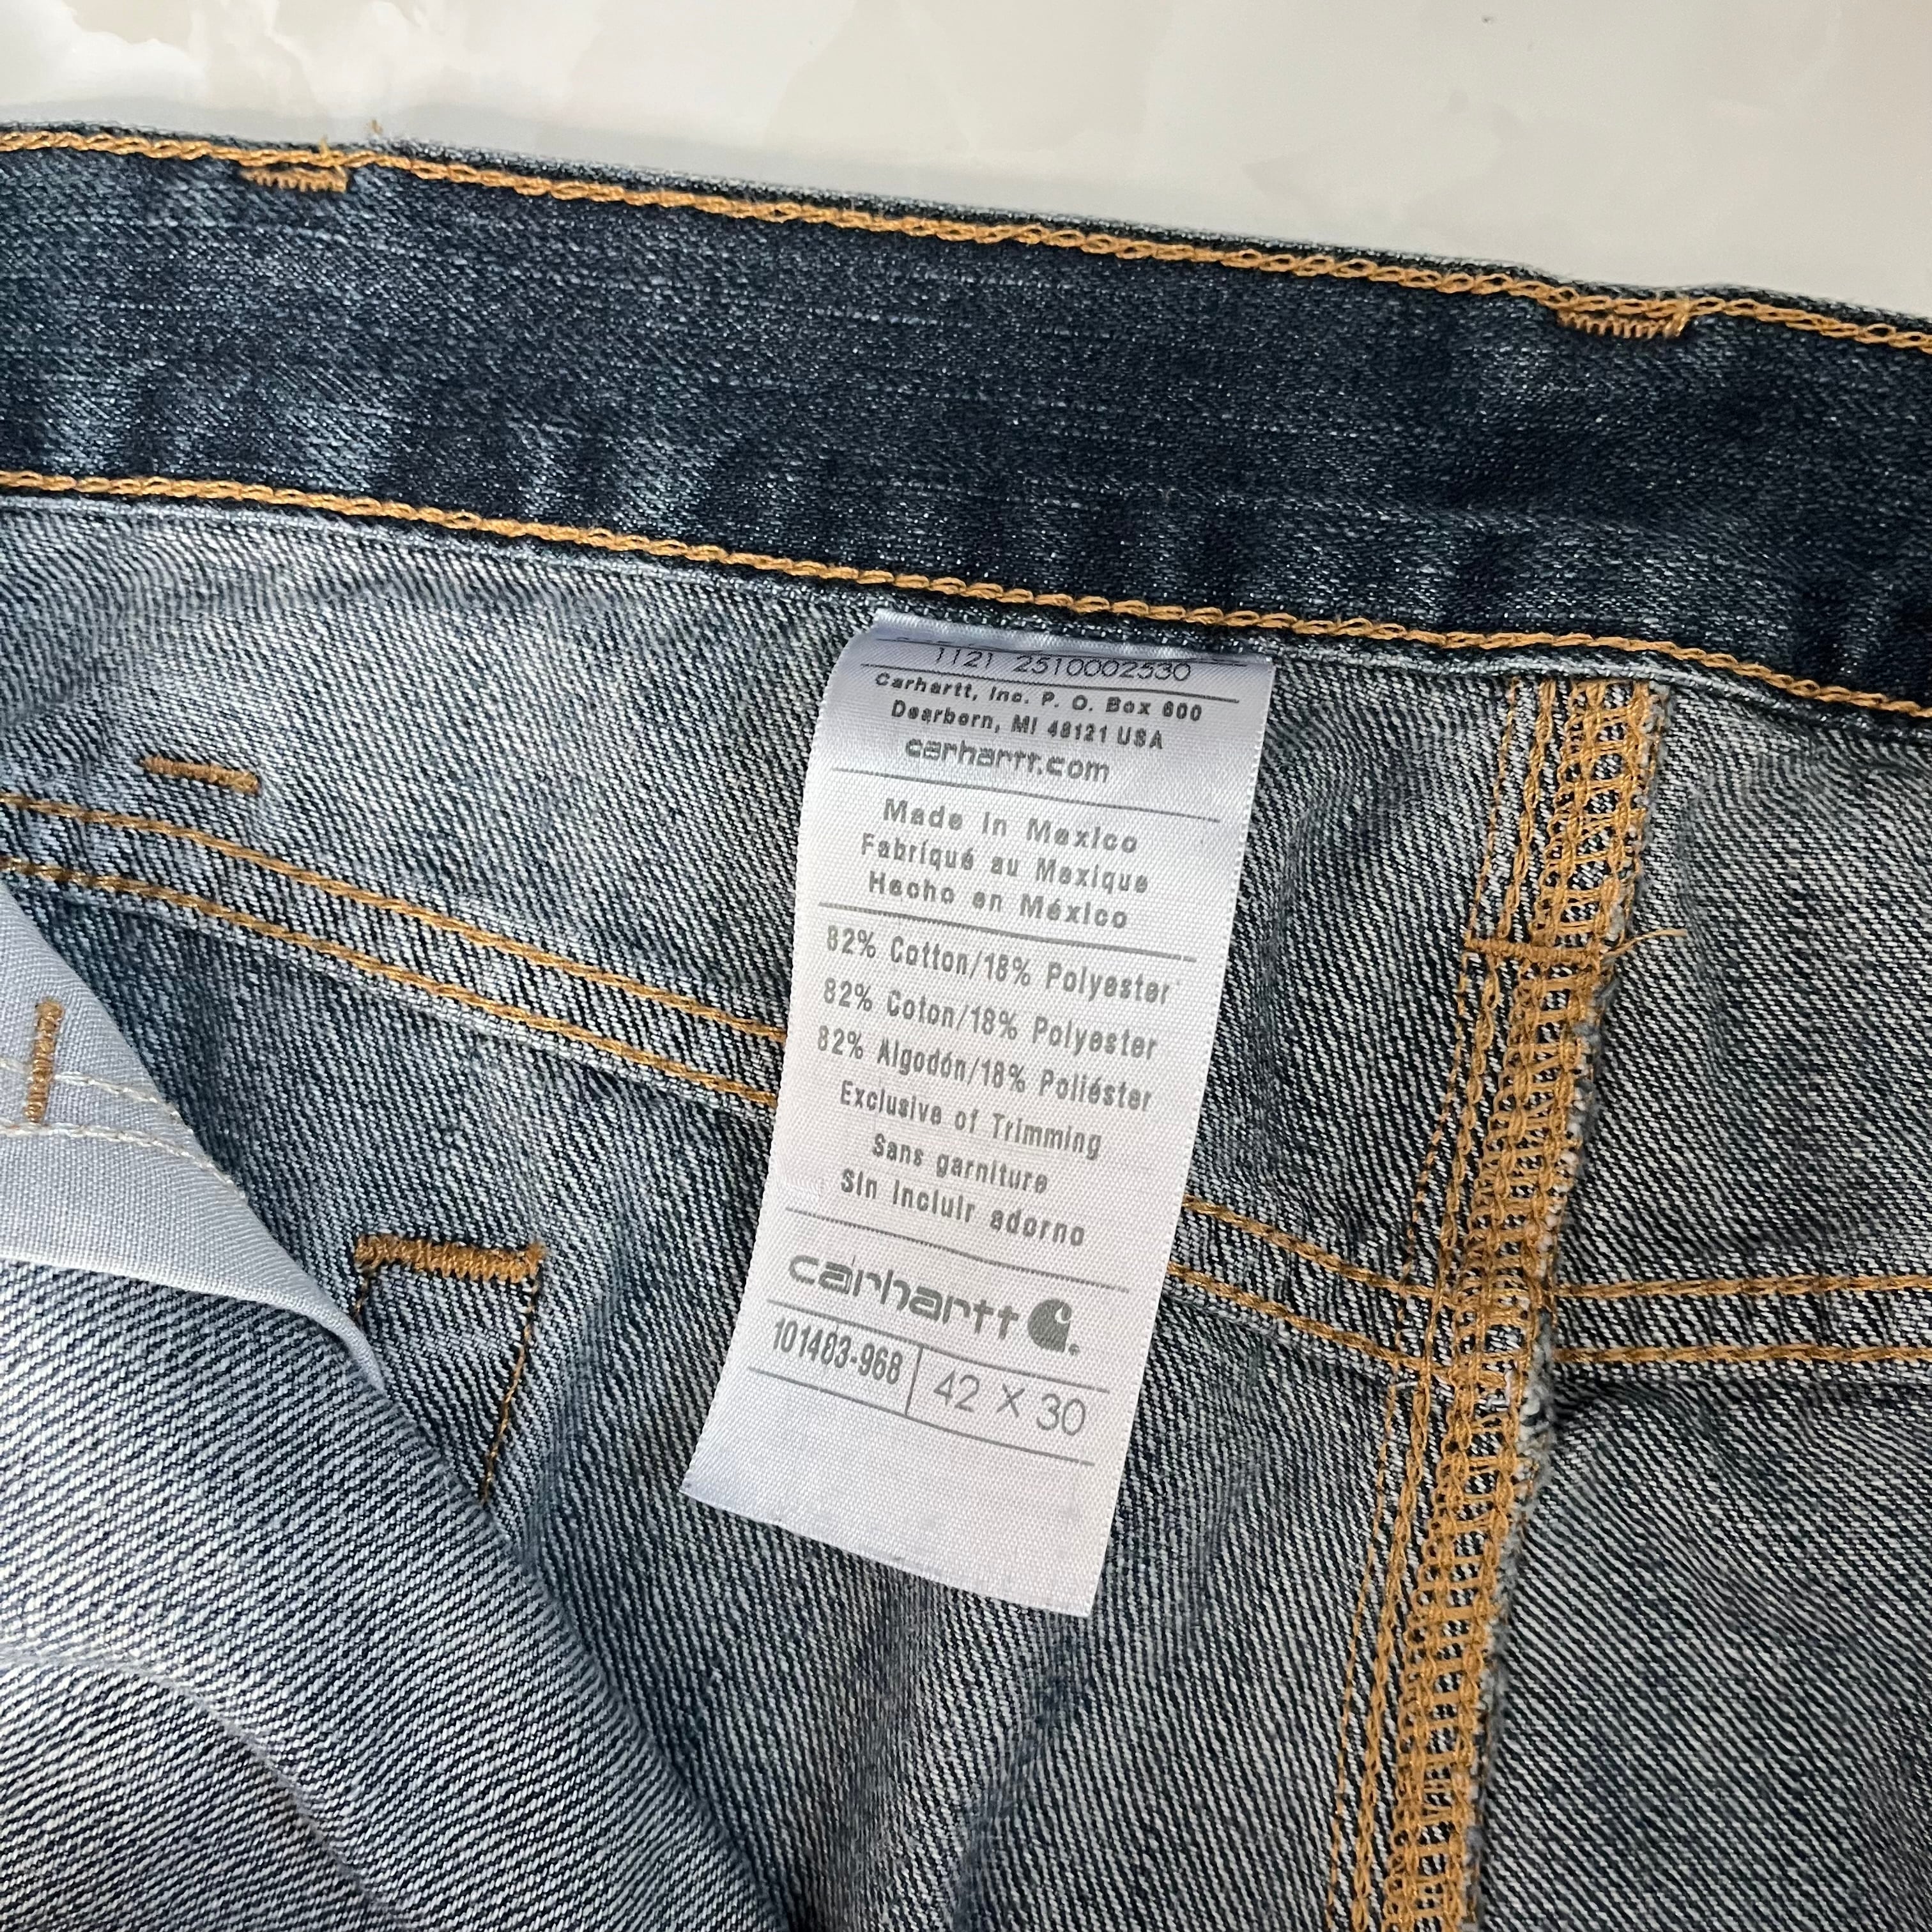 1121 2510002530
Carhartt, Inc. P. O. Box 600
Dearborn, MI 48121 USA
carhartt.com
Made in Mexico
Fabriqué au Mexique
Hecho en México
82% Cotton/18% Polyester
82% Coton/18% Polyester
82% Algodón/18% Poliéster
Exclusive of Trimming
Sans garniture
Sin incluir adorno
carhartt
101483-968 42 X 30